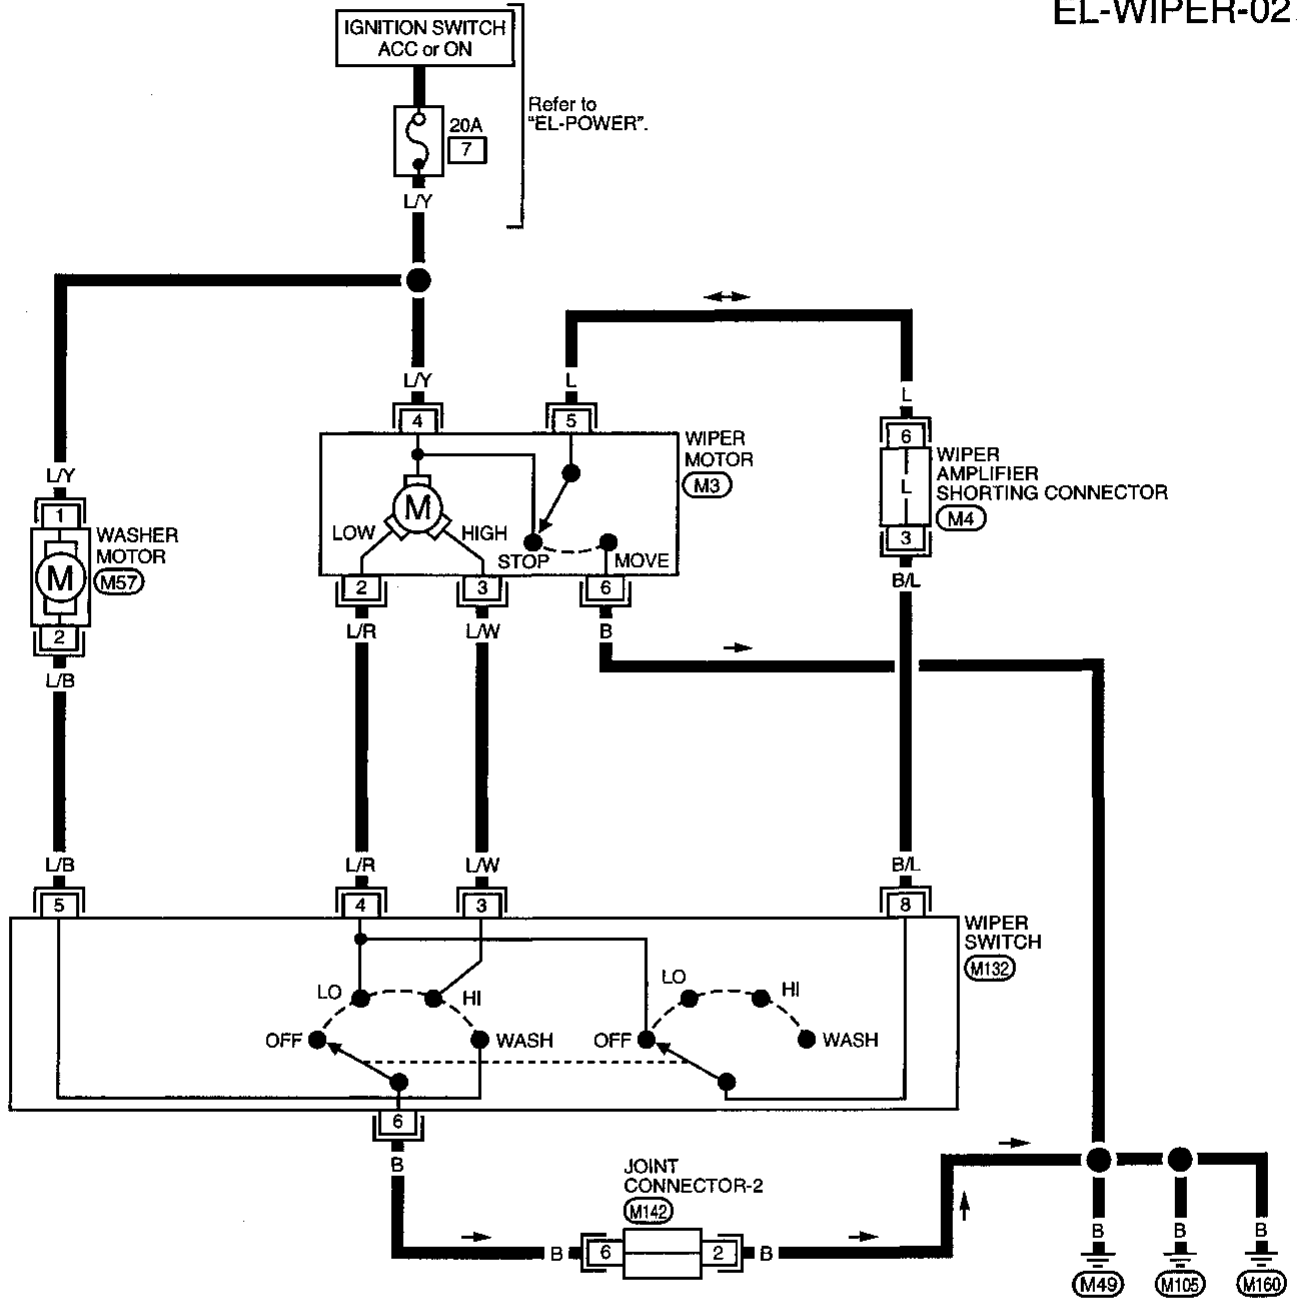 EL-WIPER-02
IGNITION SWITCH
ACC or ON
Refer to
"EL-POWER".
20A
7
L/Y
L/Y
L
L
4
5
6
WIPER
MOTOR
M3
WIPER
AMPLIFIER
SHORTING CONNECTOR
M4
L
3
L/Y
1
WASHER
MOTOR
M57
M
2
M
LOW
HIGH
STOP
MOVE
2
3
6
B/L
L/R
L/W
B
L/B
L/B
L/R
L/W
B/L
5
4
3
8
WIPER
SWITCH
M132
LO
HI
OFF
WASH
LO
HI
OFF
WASH
6
B
JOINT
CONNECTOR-2
M142
B
6
2
B
B
B
B
M49
M105
M160